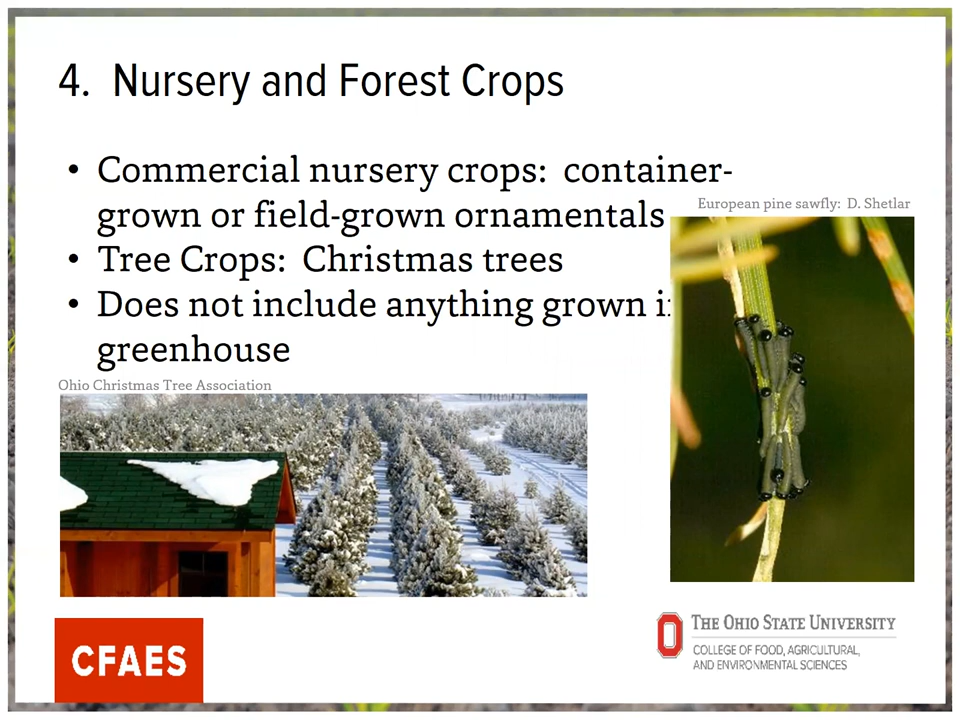 4. Nursery and Forest Crops
• Commercial nursery crops: container-
grown or field-grown ornamentals
European pine sawfly: D. Shetlar
• Tree Crops: Christmas trees
• Does not include anything grown
greenhouse
Ohio Christmas Tree Association
CFAES
THE OHIO STATE UNIVERSITY
COLLEGE OF FOOD, AGRICULTURAL,
AND ENVIRONMENTAL SCIENCES